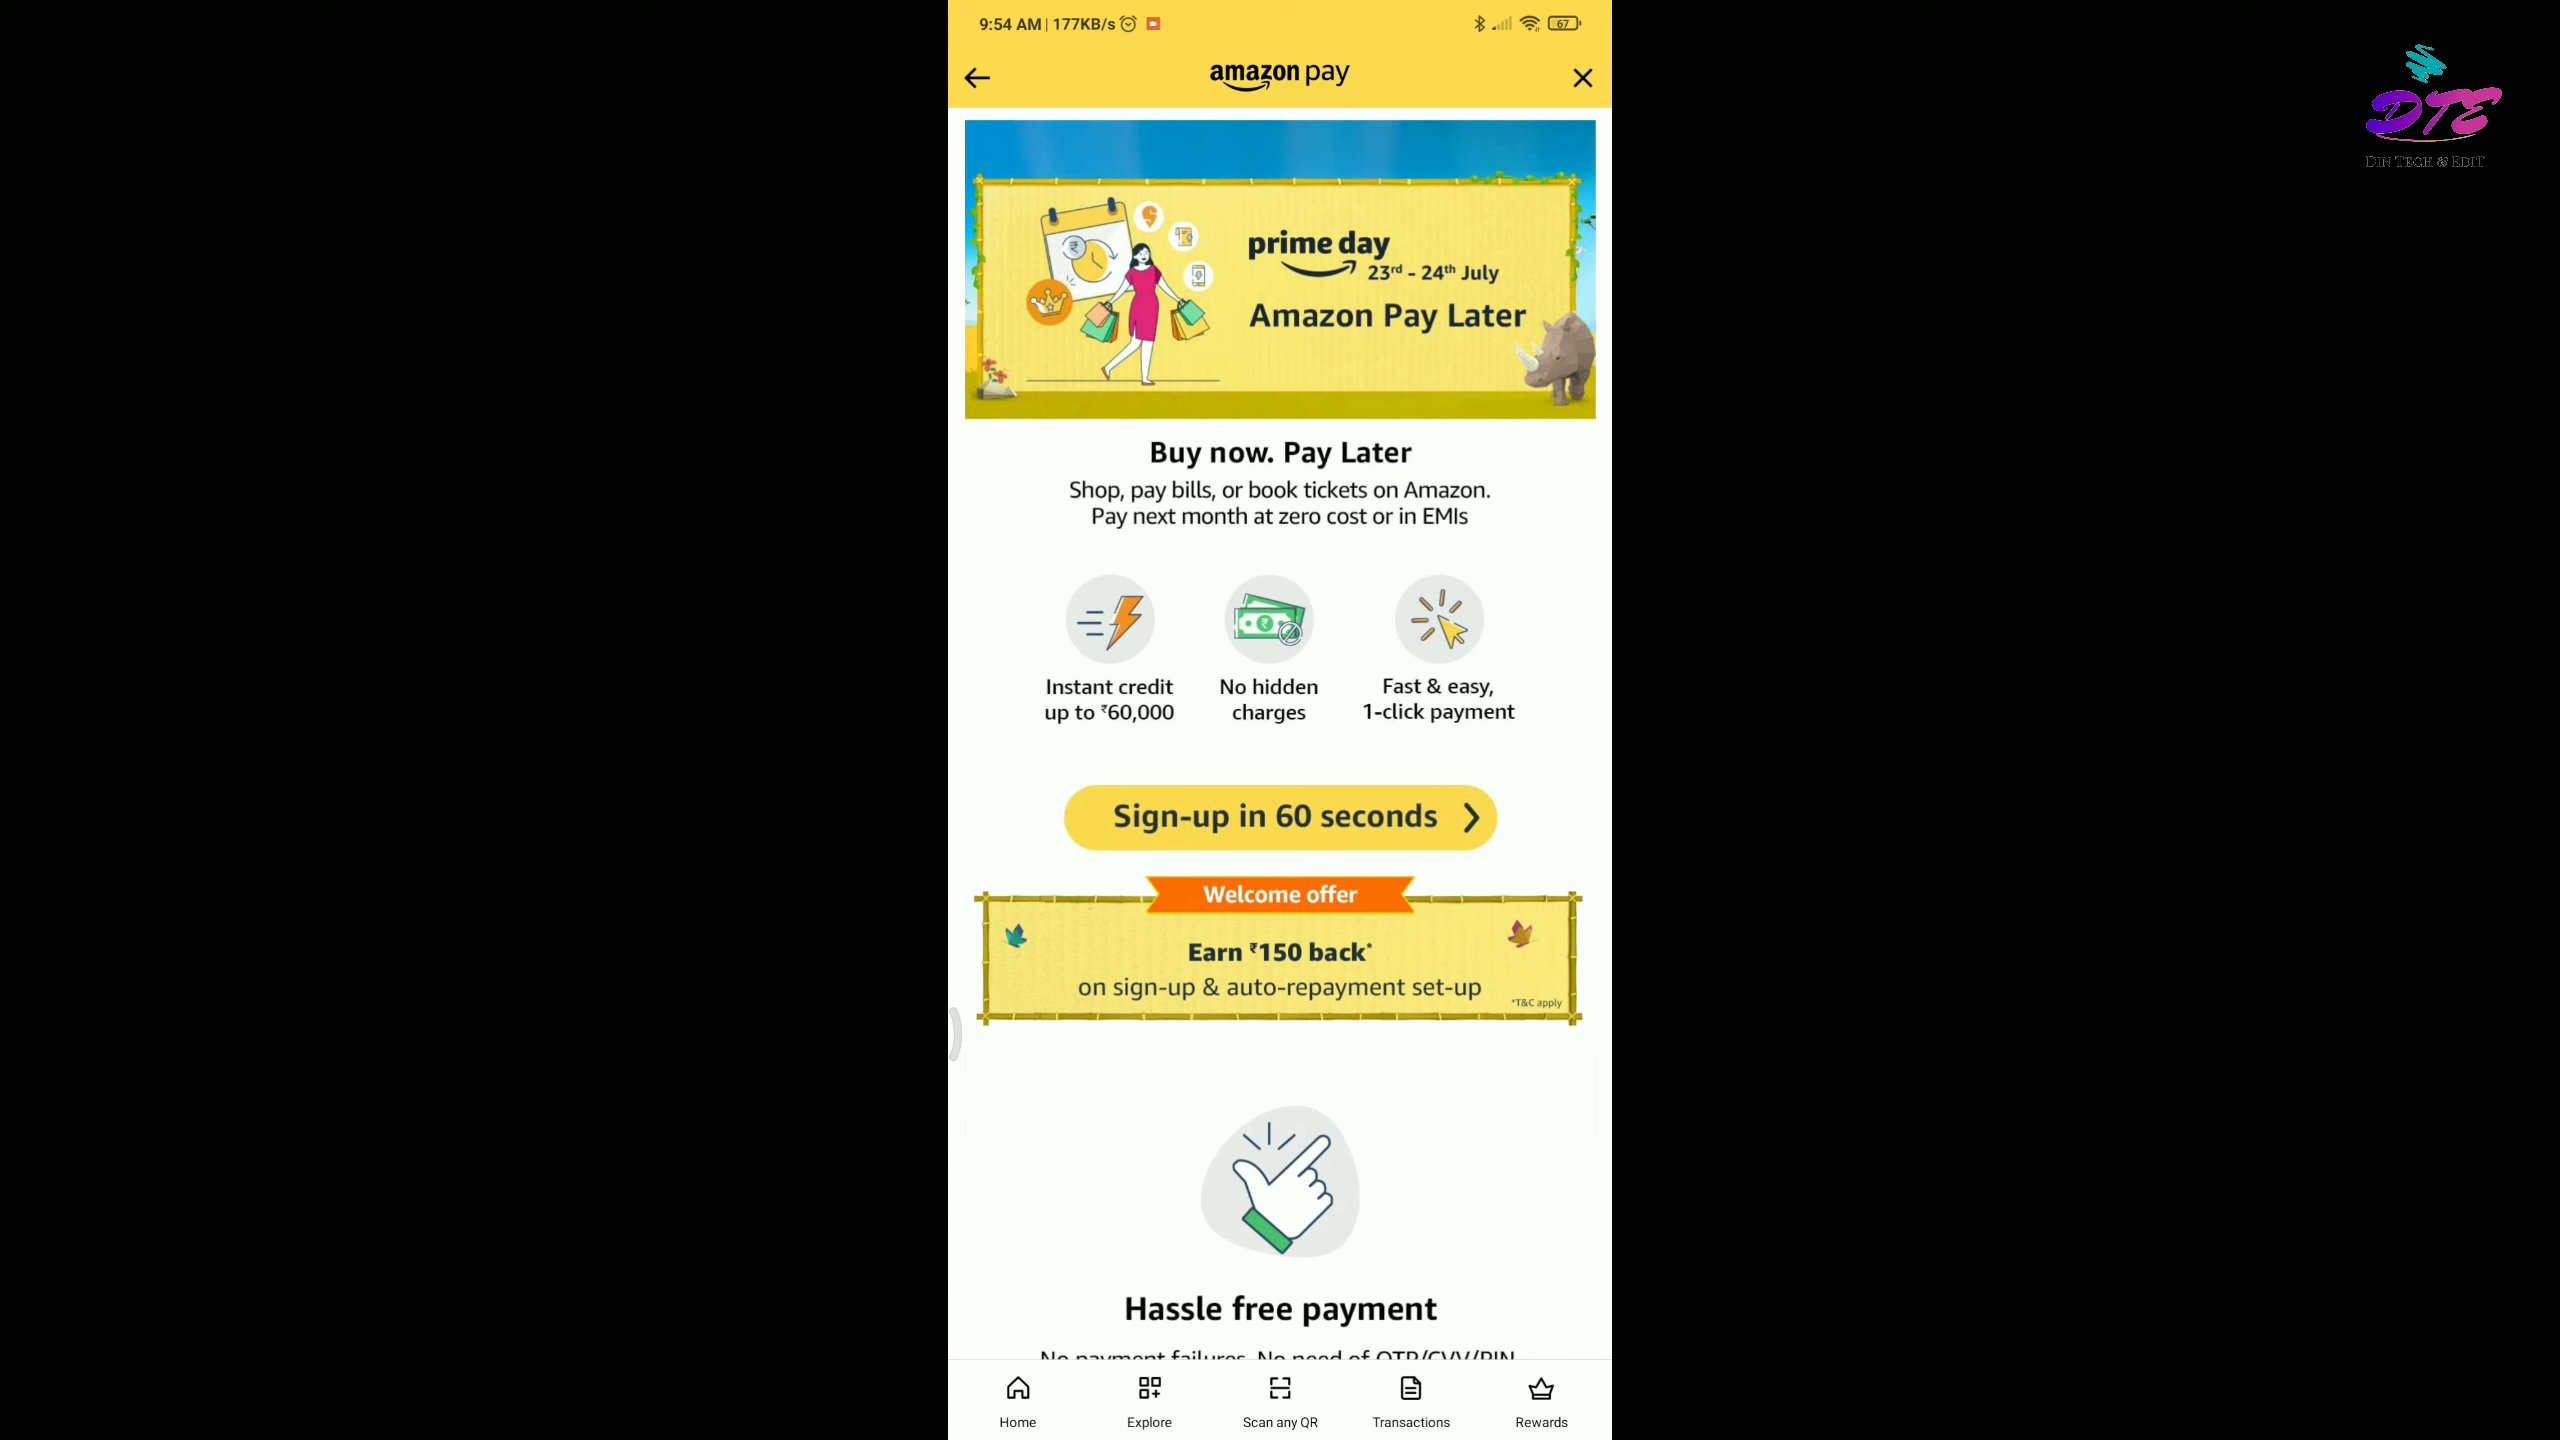 9:54 AM | 177KB/s
67
amazon pay
DTE
DIN TECH & EDIT
prime day
23rd - 24th July
Amazon Pay Later
Buy now. Pay Later
Shop, pay bills, or book tickets on Amazon.
Pay next month at zero cost or in EMIs
Instant credit
up to ₹60,000
No hidden
charges
Fast & easy,
1-click payment
Sign-up in 60 seconds
Welcome offer
Earn ₹150 back*
on sign-up & auto-repayment set-up
*T&C apply
Hassle free payment
No payment failures. No need of OTP/CVV/PIN
Home
Explore
Scan any QR
Transactions
Rewards